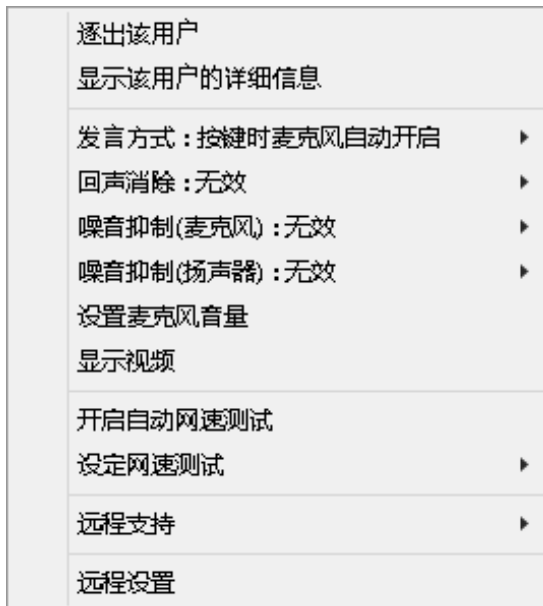 逐出该用户
显示该用户的详细信息
发言方式:按键时麦克风自动开启
回声消除:无效
噪音抑制(麦克风):无效
噪音抑制(扬声器):无效
设置麦克风音量
显示视频
开启自动网速测试
设定网速测试
远程支持
远程设置